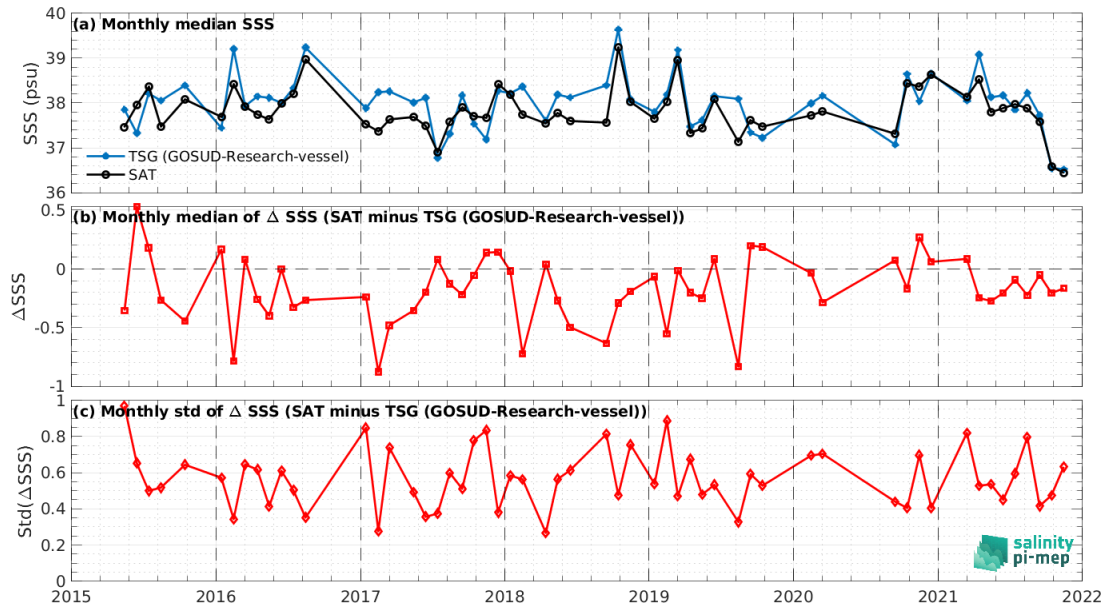 (a) Monthly median SSS
40
39
38
37
36
SSS (psu)
TSG (GOSUD-Research-vessel)
SAT
(b) Monthly median of Δ SSS (SAT minus TSG (GOSUD-Research-vessel))
0.5
0
-0.5
-1
ΔSSS
(c) Monthly std of Δ SSS (SAT minus TSG (GOSUD-Research-vessel))
1
0.8
0.6
0.4
0.2
0
Std(ΔSSS)
salinity
pi-mep
2015 2016 2017 2018 2019 2020 2021 2022